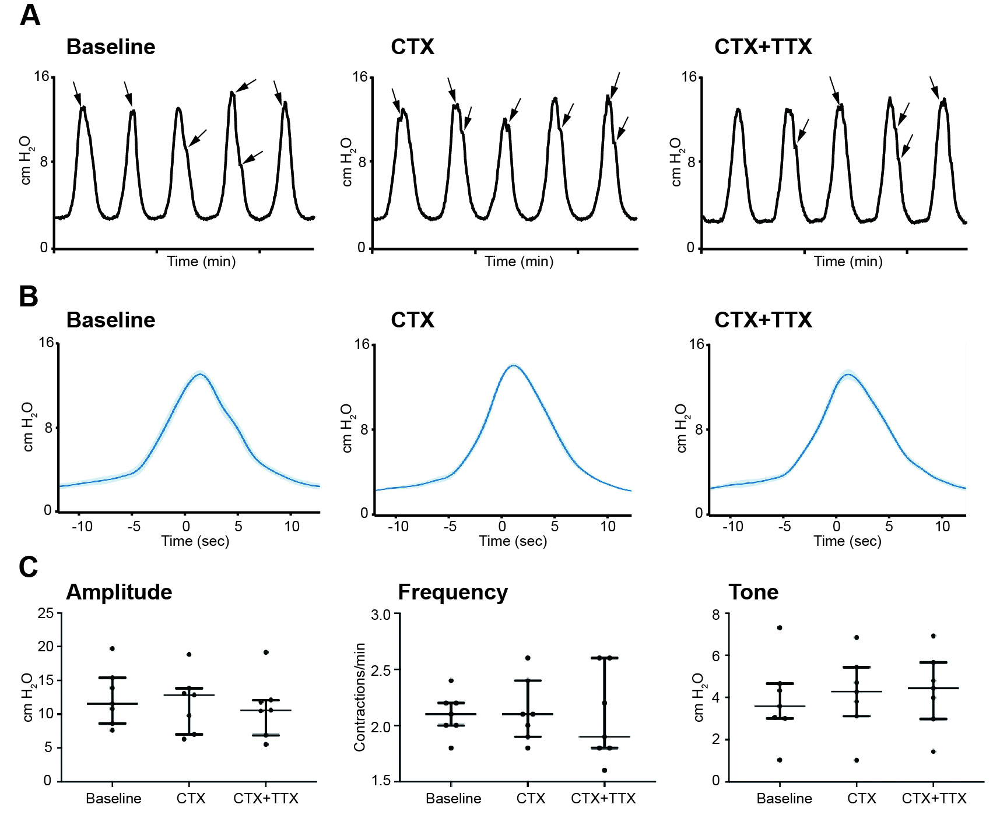 A
Baseline CTX CTX+TTX
16 16 16
cm H2O cm H2O cm H2O
8 8 8
0 0 0
Time (min) Time (min) Time (min)
B
Baseline CTX CTX+TTX
16 16 16
cm H2O cm H2O cm H2O
8 8 8
0 0 0
-10 -5 0 5 10 -10 -5 0 5 10 -10 -5 0 5 10
Time (sec) Time (sec) Time (sec)
C
Amplitude Frequency Tone
25 3.0 8
20
2.5 6
15
cm H2O Contractions/min cm H2O
4
10
2.0
5 2
0 1.5 0
Baseline CTX CTX+TTX Baseline CTX CTX+TTX Baseline CTX CTX+TTX